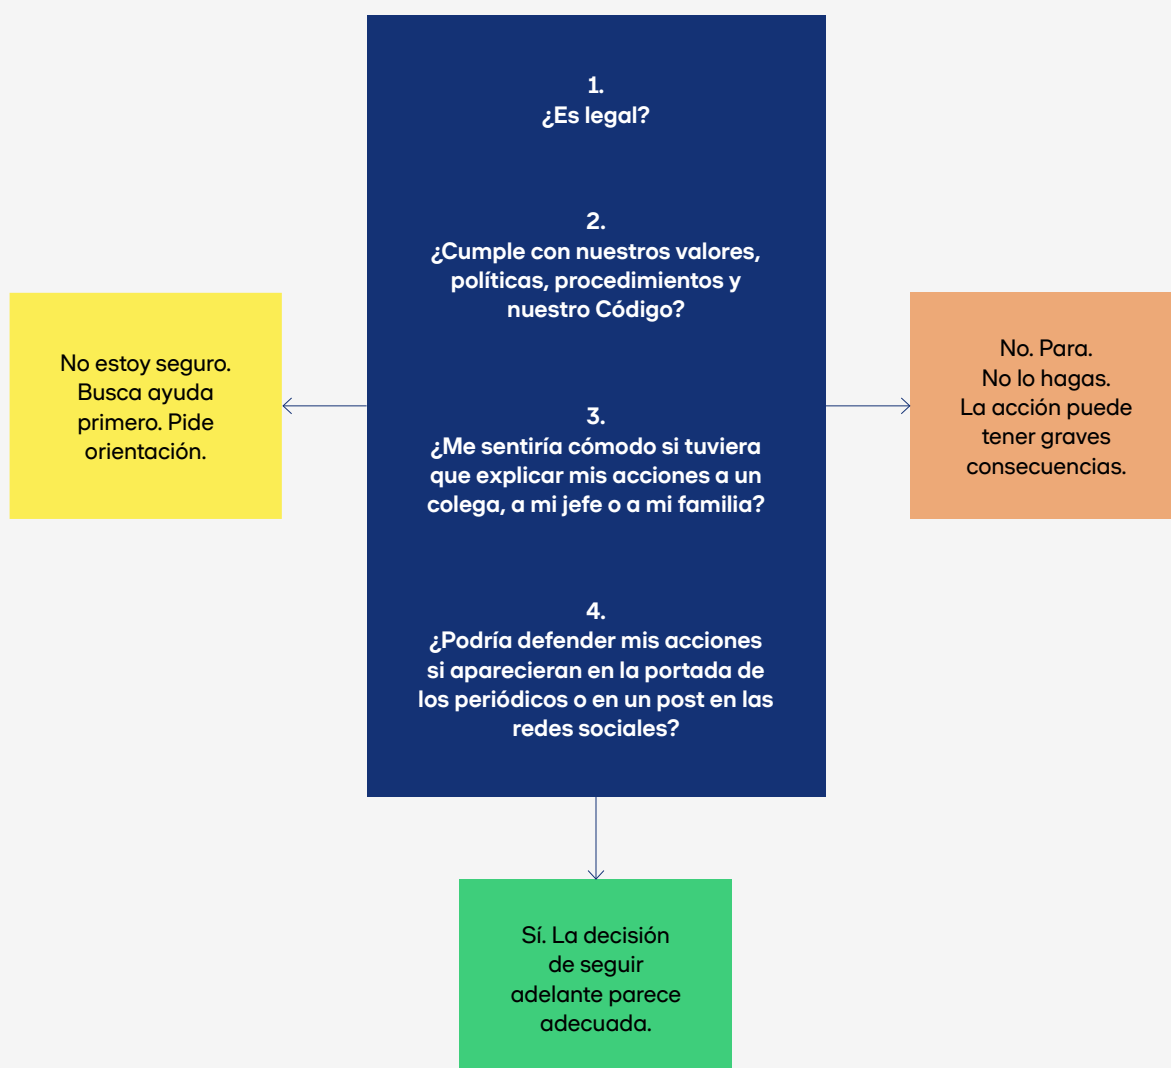 1.
¿Es legal?
2.
¿Cumple con nuestros valores,
políticas, procedimientos y
nuestro Código?
3.
¿Me sentiría cómodo si tuviera
que explicar mis acciones a un
colega, a mi jefe o a mi familia?
4.
¿Podría defender mis acciones
si aparecieran en la portada de
los periódicos o en un post en las
redes sociales?
No estoy seguro.
Busca ayuda
primero. Pide
orientación.
No. Para.
No lo hagas.
La acción puede
tener graves
consecuencias.
Sí. La decisión
de seguir
adelante parece
adecuada.